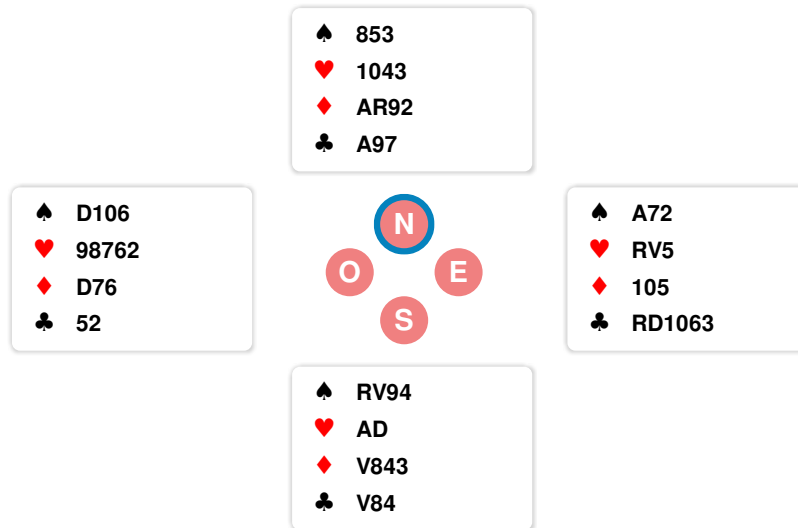 ♠ 853
♥ 1043
♦ AR92
♣ A97
♠ D106
♥ 98762
♦ D76
♣ 52
N
O
E
S
♠ A72
♥ RV5
♦ 105
♣ RD1063
♠ RV94
♥ AD
♦ V843
♣ V84